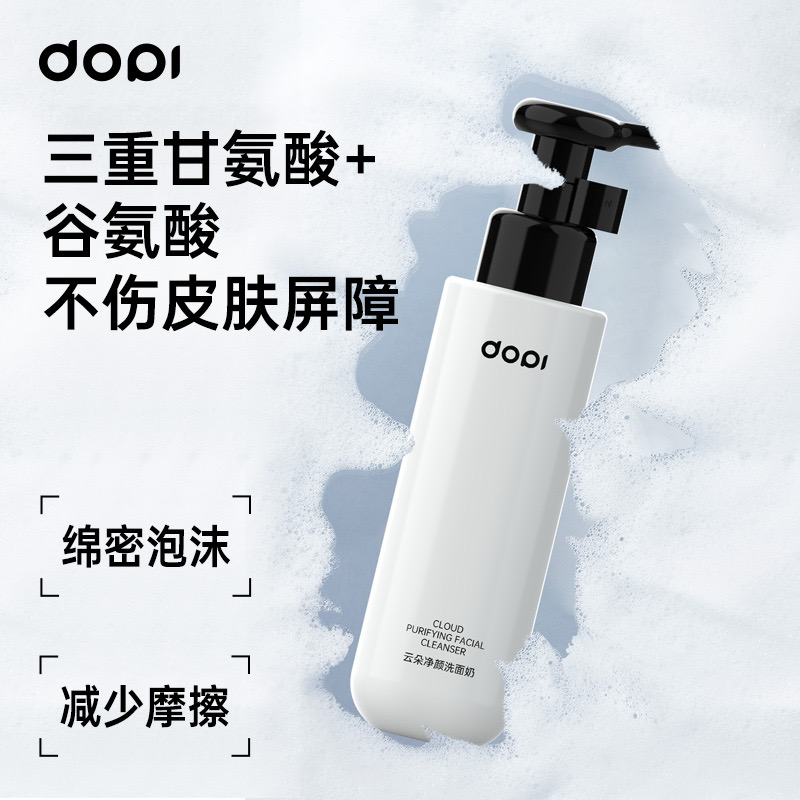 dopi
三重甘氨酸+
谷氨酸
不伤皮肤屏障
绵密泡沫
减少摩擦
dopi
CLOUD
PURIFYING FACIAL
CLEANSER
云朵净颜洗面奶